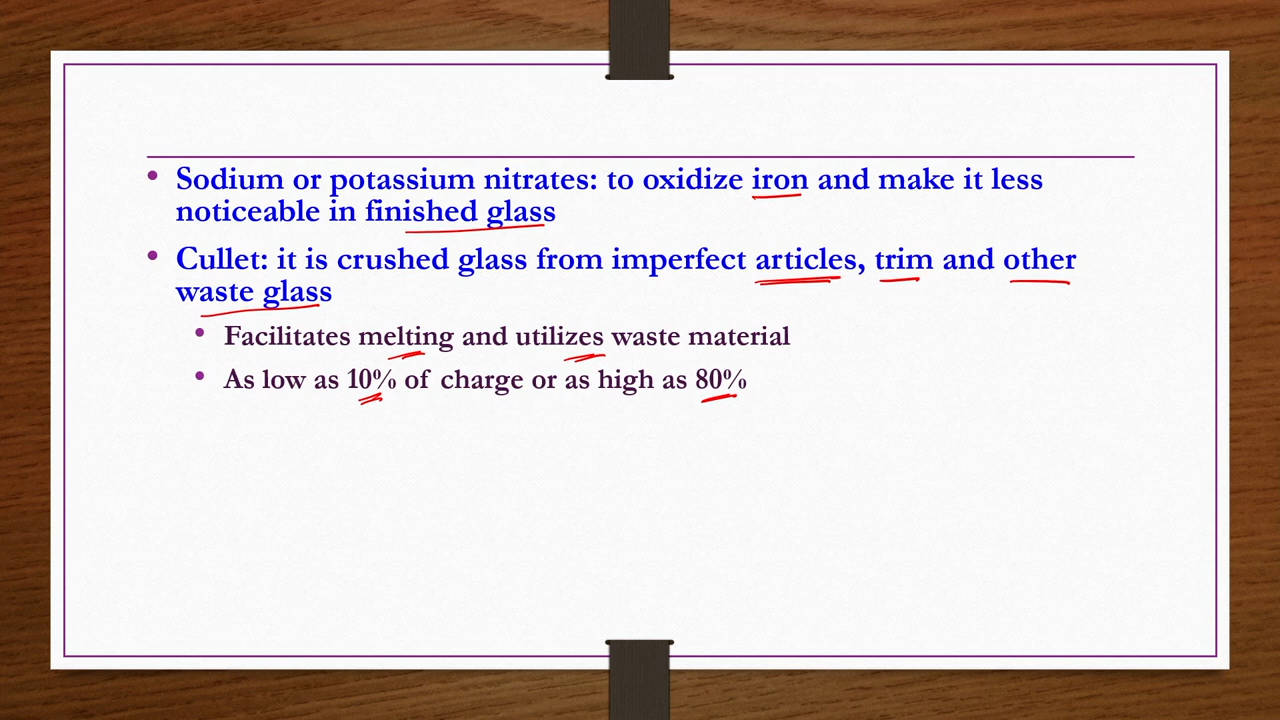 • Sodium or potassium nitrates: to oxidize iron and make it less
noticeable in finished glass
• Cullet: it is crushed glass from imperfect articles, trim and other
waste glass
• Facilitates melting and utilizes waste material
• As low as 10% of charge or as high as 80%